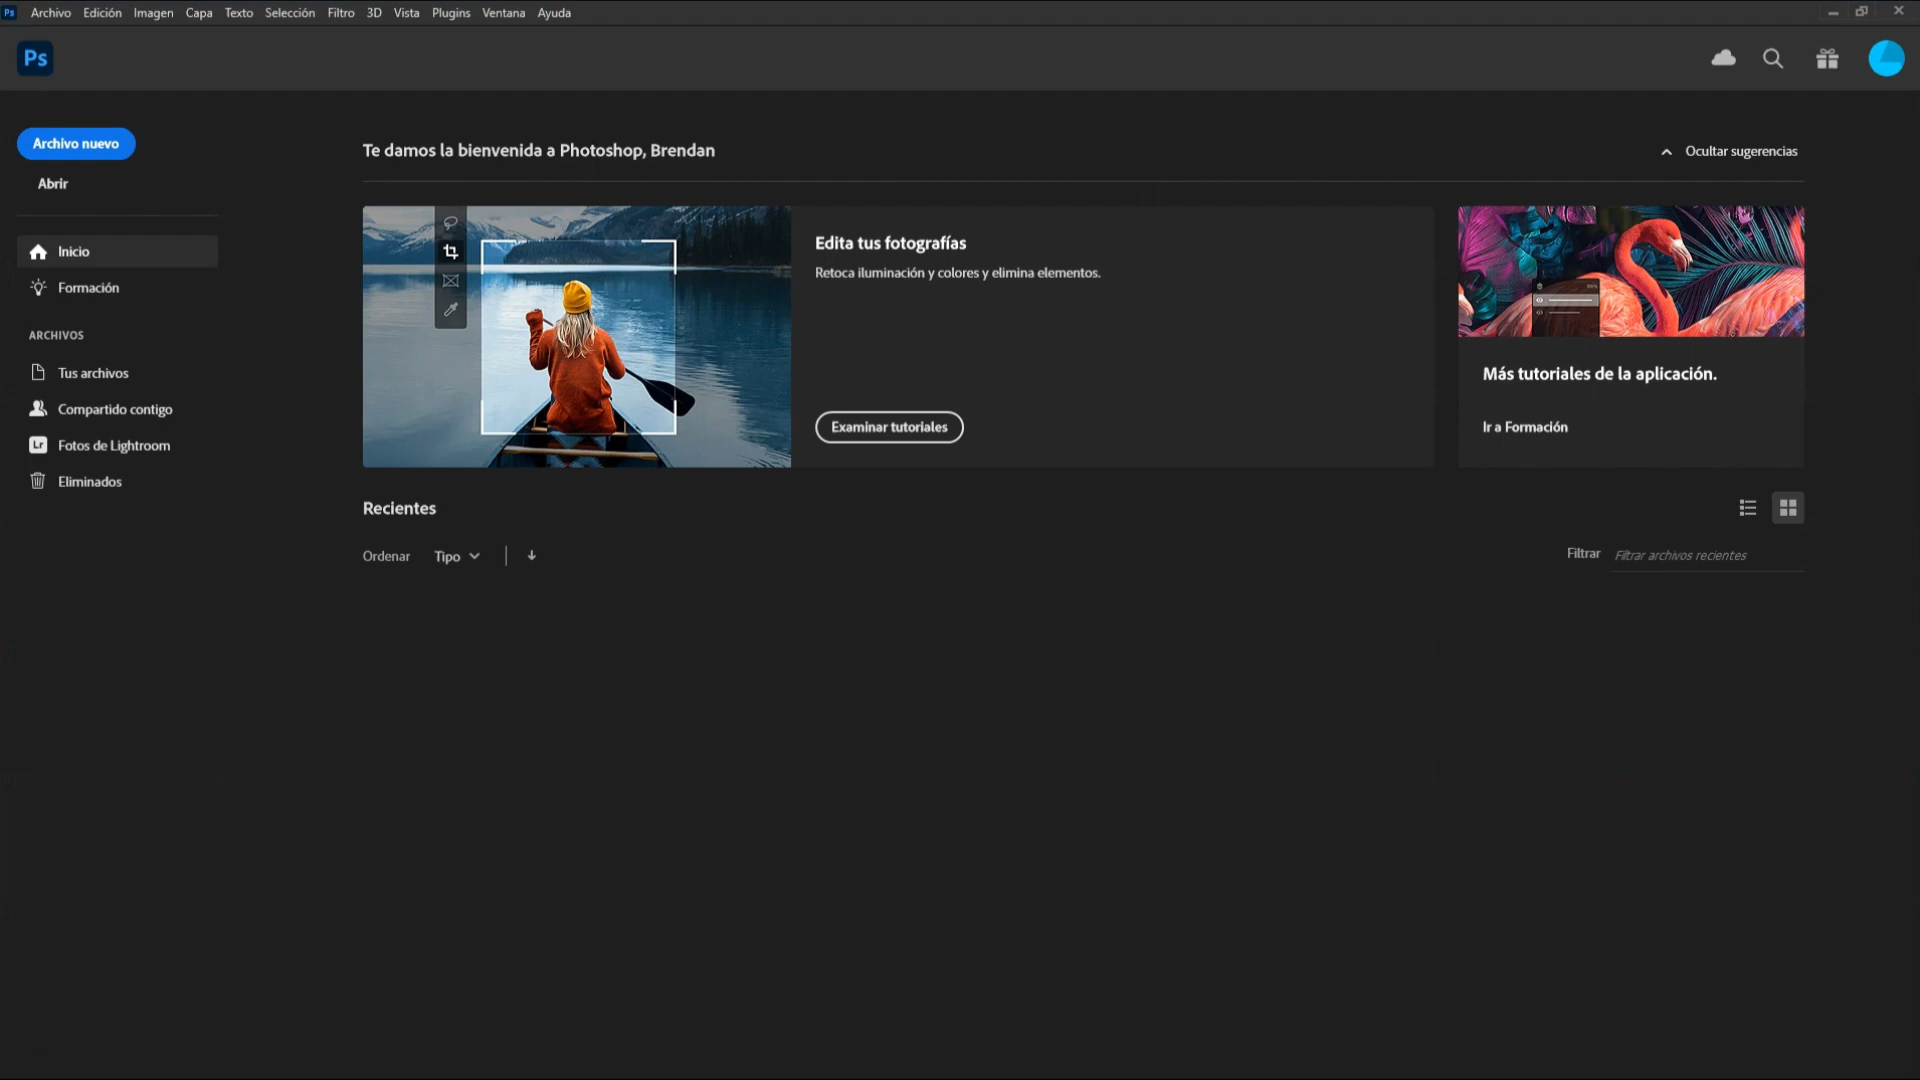 Ps Archivo Edición Imagen Capa Texto Selección Filtro 3D Vista Plugins Ventana Ayuda
Ps
Archivo nuevo
Abrir
Inicio
Formación
ARCHIVOS
Tus archivos
Compartido contigo
Lr Fotos de Lightroom
Eliminados
Te damos la bienvenida a Photoshop, Brendan
Ocultar sugerencias
Edita tus fotografías
Retoca iluminación y colores y elimina elementos.
Examinar tutoriales
Más tutoriales de la aplicación.
Ir a Formación
Recientes
Ordenar Tipo
Filtrar Filtrar archivos recientes